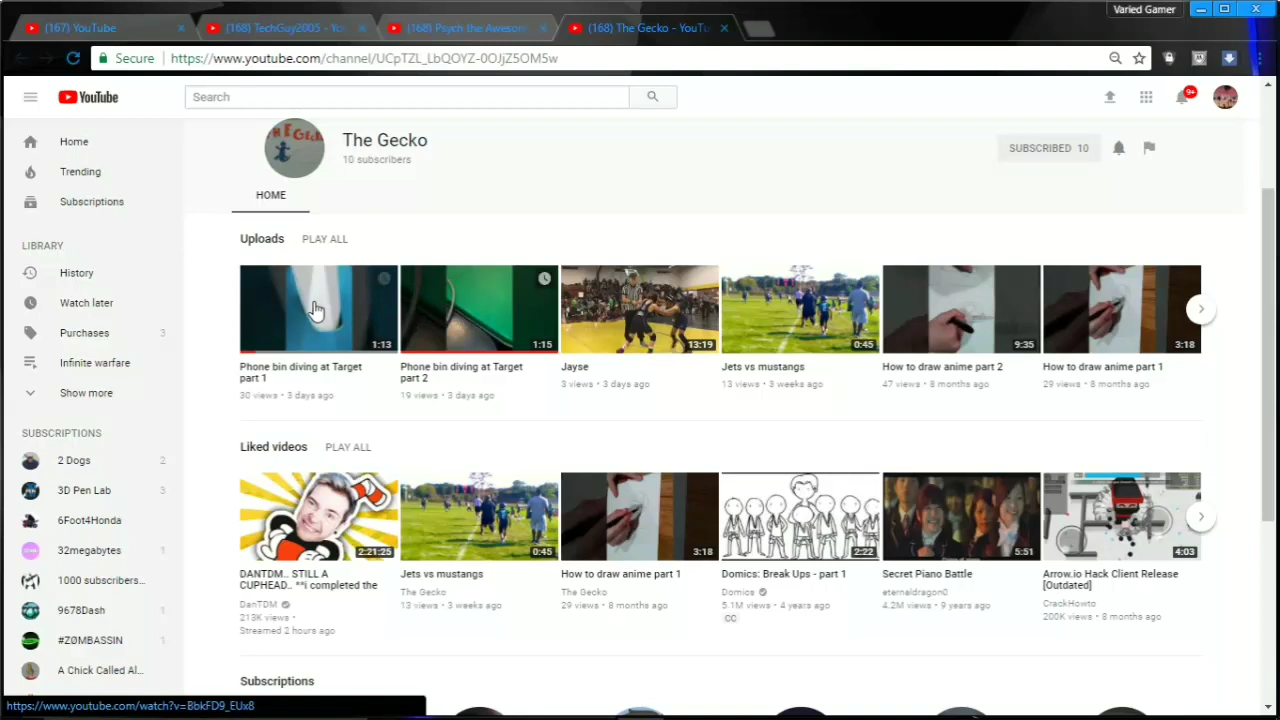 Varied Gamer
(167) YouTube
(168) TechGuy2005 - Yo
(168) Psych the Awesom
(168) The Gecko - YouTu
Secure
https://www.youtube.com/channel/UCpTZL_LbQOYZ-0OJjZ5OM5w
YouTube
Search
9+
Home
Trending
Subscriptions
LIBRARY
History
Watch later
Purchases 3
Infinite warfare
Show more
SUBSCRIPTIONS
2 Dogs 2
3D Pen Lab 3
6Foot4Honda
32megabytes 1
1000 subscribers...
9678Dash 1
#ZØMBASSIN 1
A Chick Called Al...
The Gecko
10 subscribers
SUBSCRIBED 10
HOME
Uploads PLAY ALL
1:13
1:15
13:19
0:45
9:35
3:18
Phone bin diving at Target
part 1
30 views • 3 days ago
Phone bin diving at Target
part 2
19 views • 3 days ago
Jayse
3 views • 3 days ago
Jets vs mustangs
13 views • 3 weeks ago
How to draw anime part 2
47 views • 8 months ago
How to draw anime part 1
29 views • 8 months ago
Liked videos PLAY ALL
2:21:25
0:45
3:18
2:22
5:51
4:03
DANTDM.. STILL A
CUPHEAD.. **i completed the
DanTDM
213K views •
Streamed 2 hours ago
Jets vs mustangs
The Gecko
13 views • 3 weeks ago
How to draw anime part 1
The Gecko
29 views • 8 months ago
Domics: Break Ups - part 1
Domics
5.1M views • 4 years ago
CC
Secret Piano Battle
eternaldragon0
4.2M views • 9 years ago
Arrow.io Hack Client Release
[Outdated]
CrackHowto
200K views • 8 months ago
Subscriptions
https://www.youtube.com/watch?v=BbkFD9_EUx8